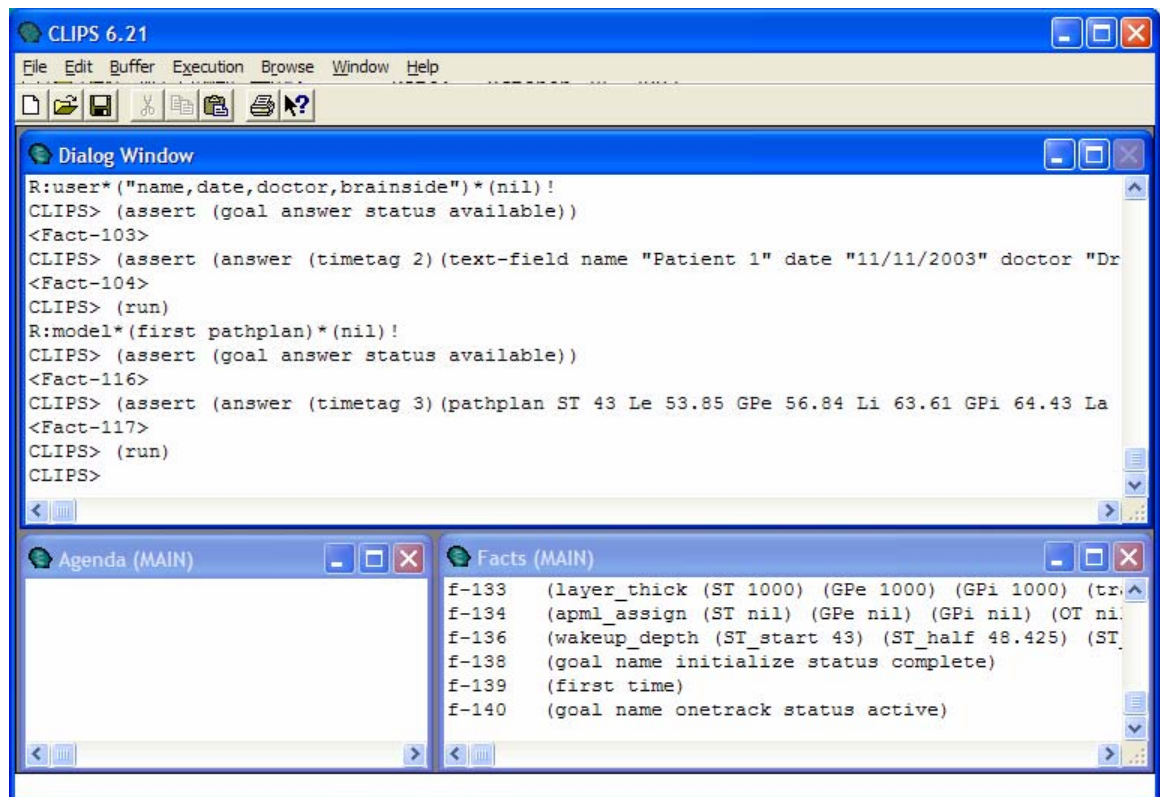 CLIPS 6.21
File Edit Buffer Execution Browse Window Help
Dialog Window
R:user*("name,date,doctor,brainside")*(nil)!
CLIPS> (assert (goal answer status available))
<Fact-103>
CLIPS> (assert (answer (timetag 2)(text-field name "Patient 1" date "11/11/2003" doctor "Dr
<Fact-104>
CLIPS> (run)
R:model*(first pathplan)*(nil)!
CLIPS> (assert (goal answer status available))
<Fact-116>
CLIPS> (assert (answer (timetag 3)(pathplan ST 43 Le 53.85 GPe 56.84 Li 63.61 GPi 64.43 La
<Fact-117>
CLIPS> (run)
CLIPS>
Agenda (MAIN)
Facts (MAIN)
f-133 (layer_thick (ST 1000) (GPe 1000) (GPi 1000) (tra
f-134 (apml_assign (ST nil) (GPe nil) (GPi nil) (OT nil
f-136 (wakeup_depth (ST_start 43) (ST_half 48.425) (ST_
f-138 (goal name initialize status complete)
f-139 (first time)
f-140 (goal name onetrack status active)